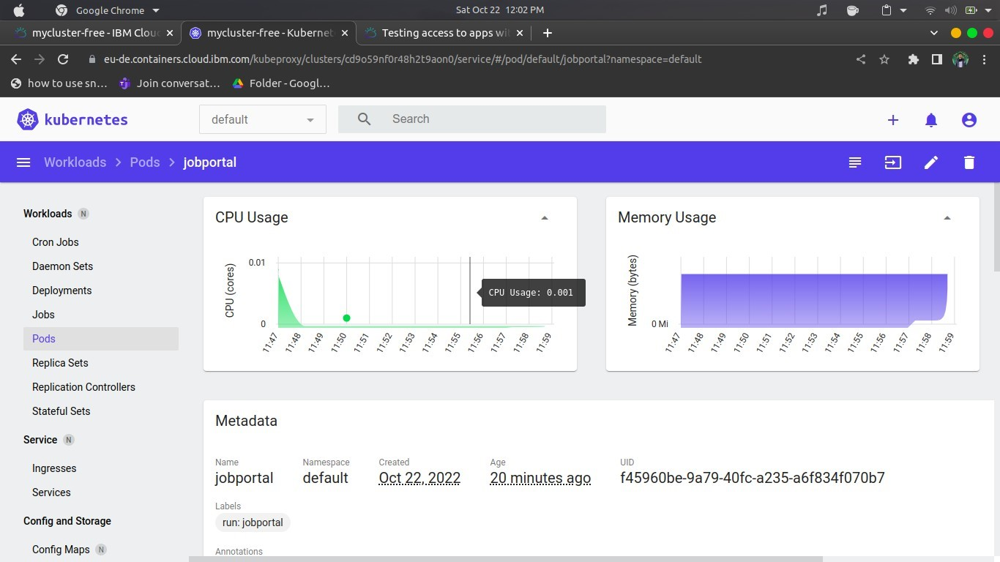 Google Chrome
Sat Oct 22 12:02 PM
mycluster-free - IBM Clou
mycluster-free - Kubernet
Testing access to apps wi
eu-de.containers.cloud.ibm.com/kubeproxy/clusters/cd9o59nf0r48h2t9aon0/service/#/pod/default/jobportal?namespace=default
how to use sn...
Join conversat...
Folder - Googl...
kubernetes
default
Search
Workloads
Pods
jobportal
Workloads N
Cron Jobs
Daemon Sets
Deployments
Jobs
Pods
Replica Sets
Replication Controllers
Stateful Sets
Service N
Ingresses
Services
Config and Storage
Config Maps N
CPU Usage
CPU (cores)
0.01
0
11:47
11:48
11:49
11:50
11:51
11:52
11:53
11:54
11:55
11:56
11:57
11:58
11:59
CPU Usage: 0.001
Memory Usage
Memory (bytes)
0 Mi
11:47
11:48
11:49
11:50
11:51
11:52
11:53
11:54
11:55
11:56
11:57
11:58
11:59
Metadata
Name
jobportal
Namespace
default
Created
Oct 22, 2022
Age
20 minutes ago
UID
f45960be-9a79-40fc-a235-a6f834f070b7
Labels
run: jobportal
Annotations